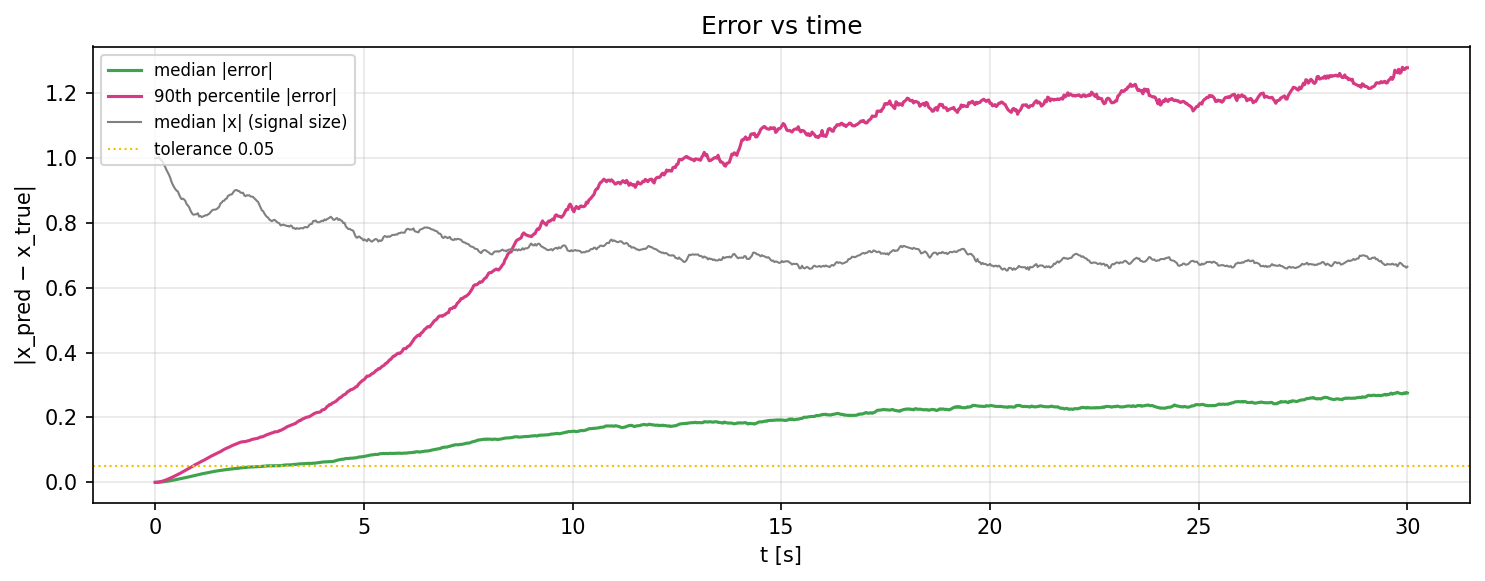 Error vs time
median |error|
90th percentile |error|
median |x| (signal size)
tolerance 0.05
|x_pred − x_true|
1.2
1.0
0.8
0.6
0.4
0.2
0.0
0 5 10 15 20 25 30
t [s]